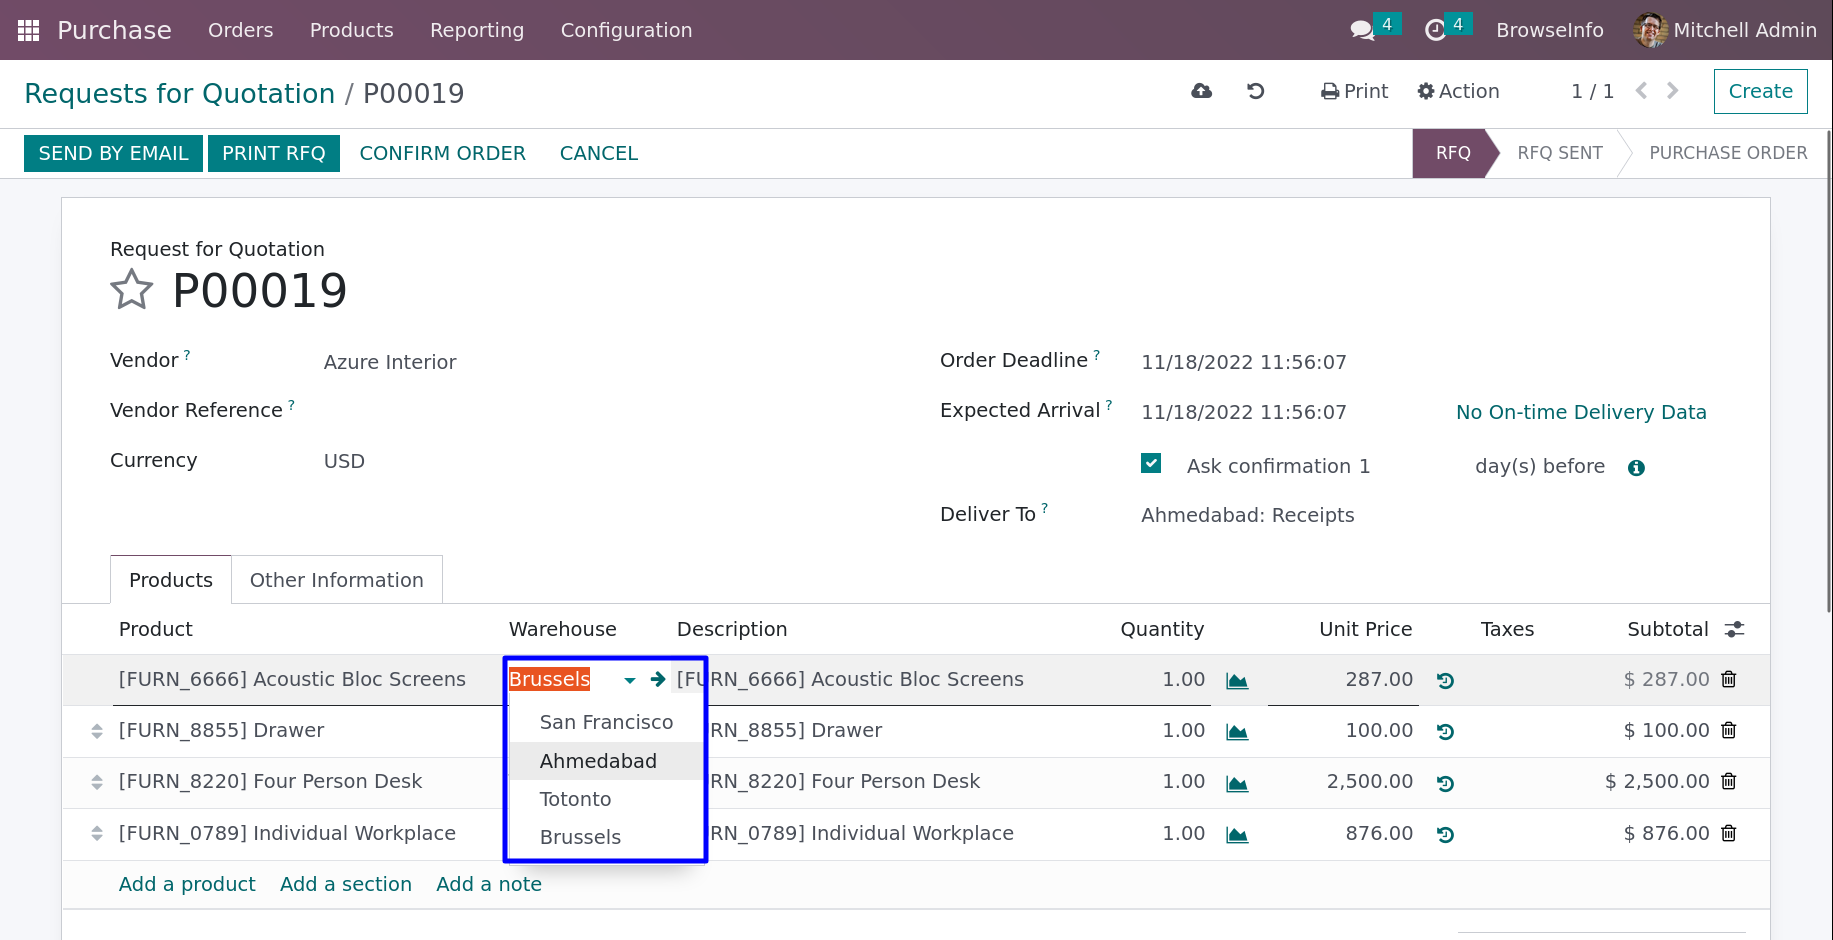 Purchase Orders Products Reporting Configuration 4 4 BrowseInfo Mitchell Admin
Requests for Quotation / P00019 Print Action 1 / 1 Create
SEND BY EMAIL PRINT RFQ CONFIRM ORDER CANCEL RFQ RFQ SENT PURCHASE ORDER
Request for Quotation
P00019
Vendor ? Azure Interior Order Deadline ? 11/18/2022 11:56:07
Vendor Reference ? Expected Arrival ? 11/18/2022 11:56:07 No On-time Delivery Data
Currency USD Ask confirmation 1 day(s) before
Deliver To ? Ahmedabad: Receipts
Products Other Information
Product Warehouse Description Quantity Unit Price Taxes Subtotal
[FURN_6666] Acoustic Bloc Screens Brussels [FURN_6666] Acoustic Bloc Screens 1.00 287.00 $ 287.00
San Francisco
[FURN_8855] Drawer RN_8855] Drawer 1.00 100.00 $ 100.00
Ahmedabad
[FURN_8220] Four Person Desk RN_8220] Four Person Desk 1.00 2,500.00 $ 2,500.00
Totonto
[FURN_0789] Individual Workplace RN_0789] Individual Workplace 1.00 876.00 $ 876.00
Brussels
Add a product Add a section Add a note